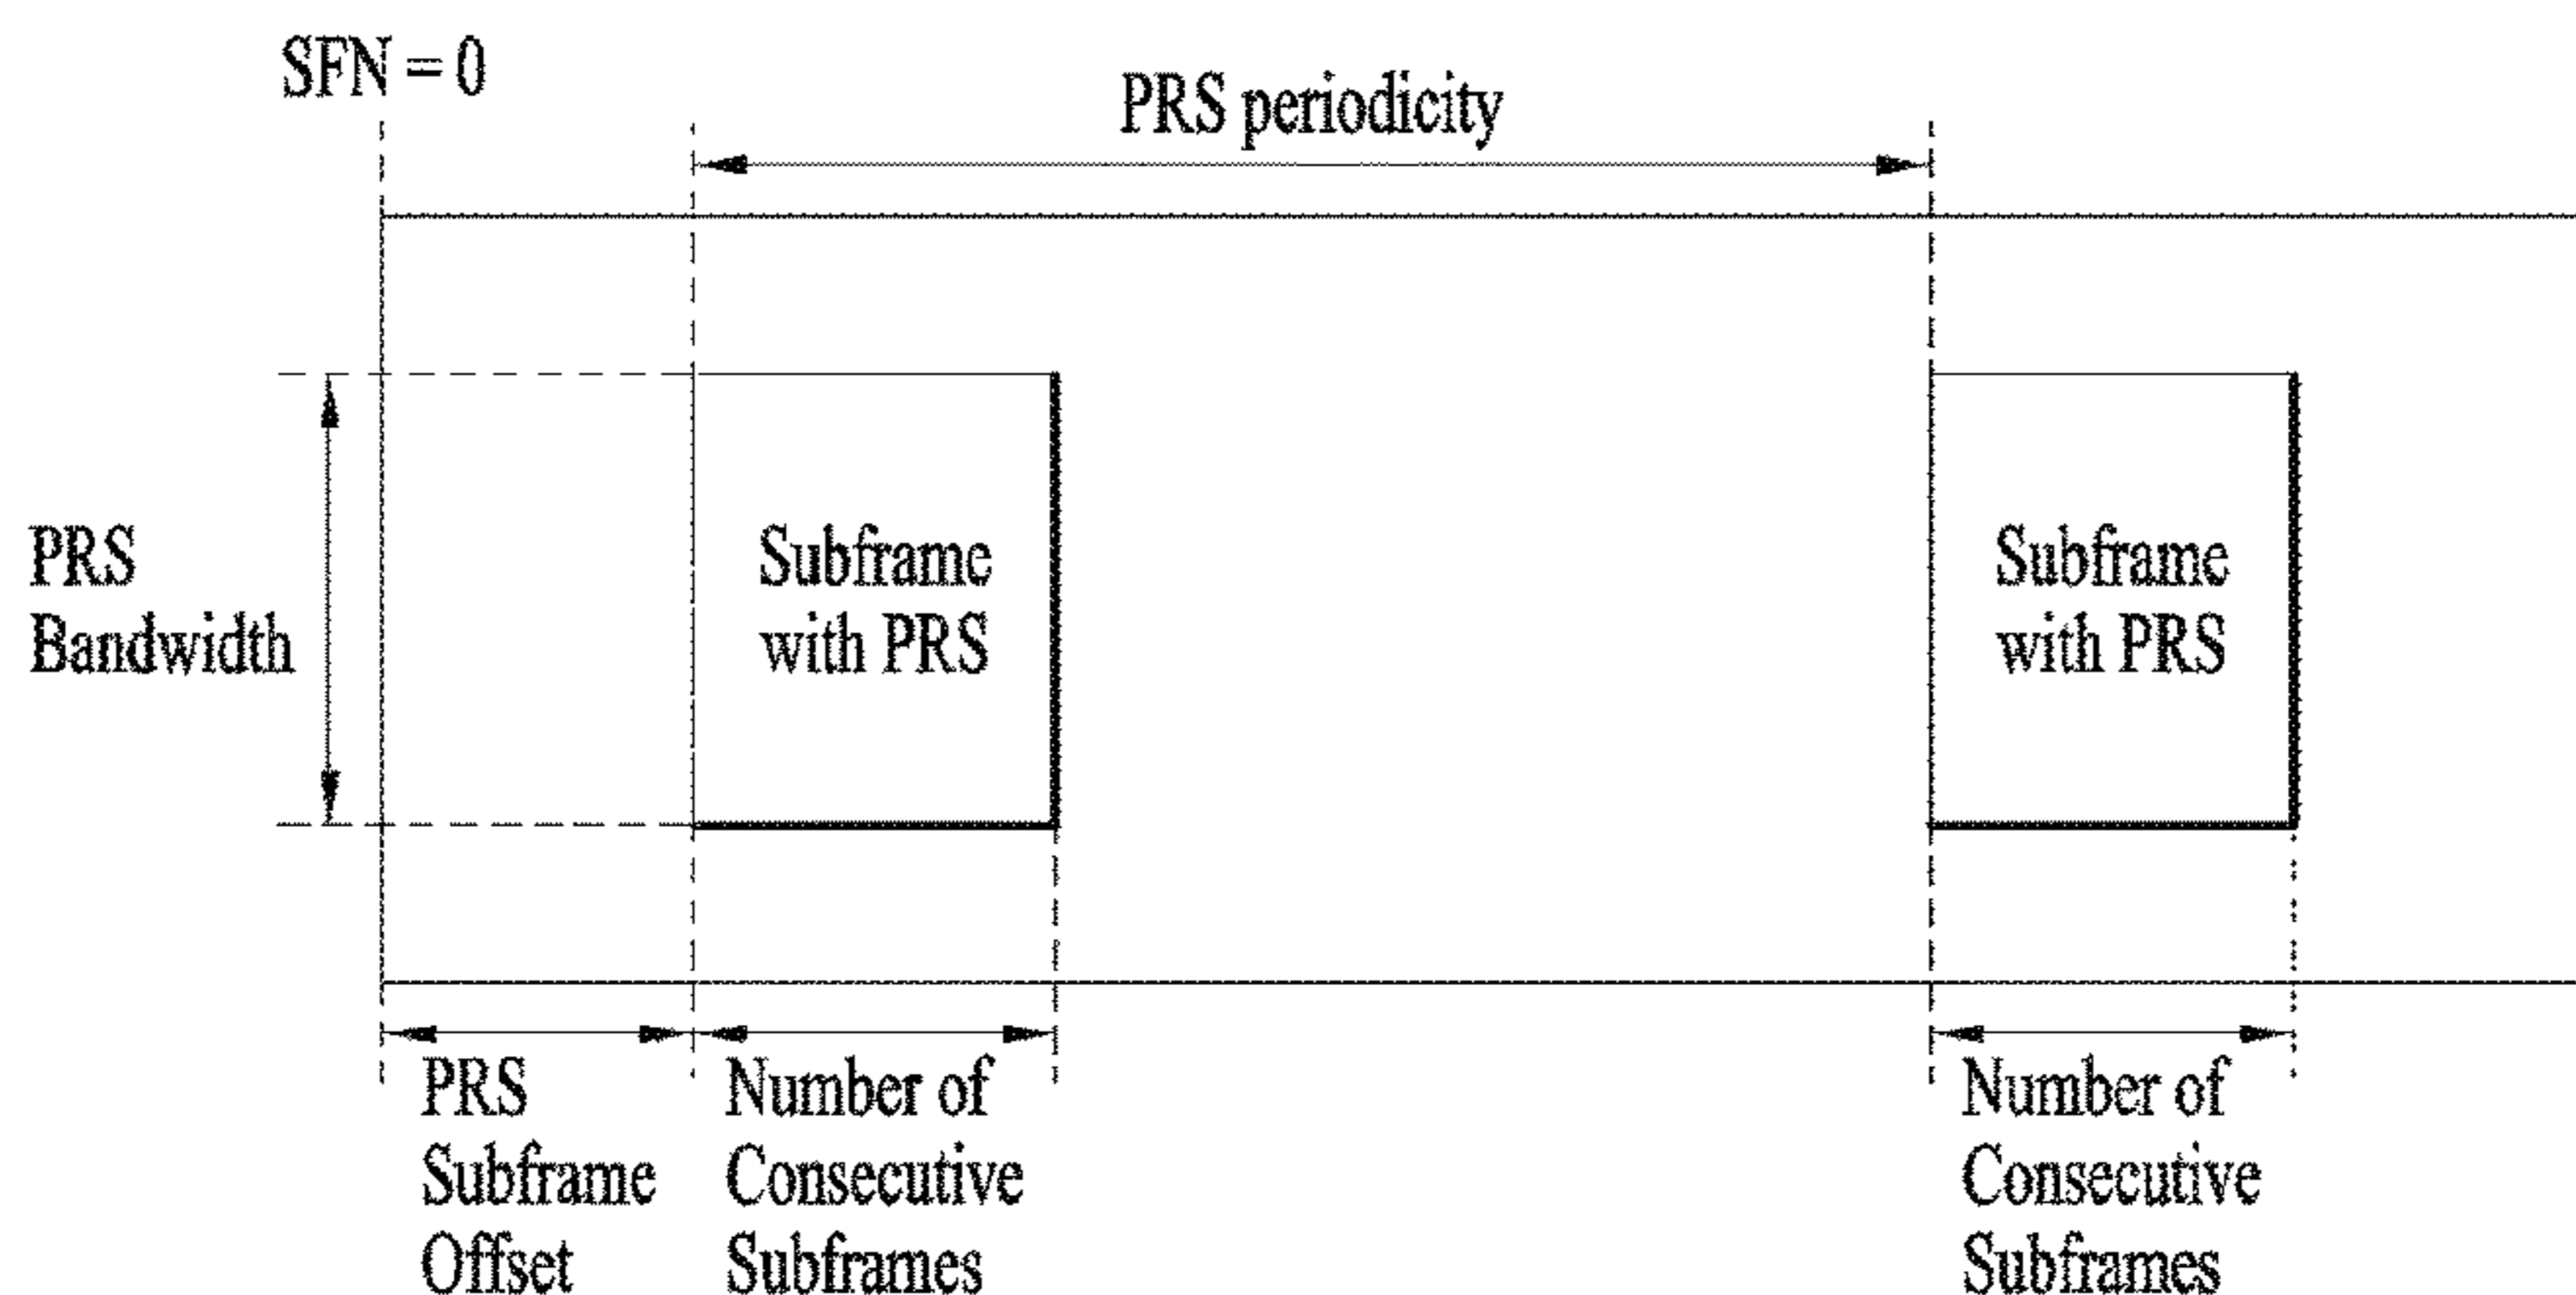 SFN = 0
PRS periodicity
PRS
Bandwidth
Subframe
with PRS
Subframe
with PRS
PRS
Subframe
Offset
Number of
Consecutive
Subframes
Number of
Consecutive
Subframes